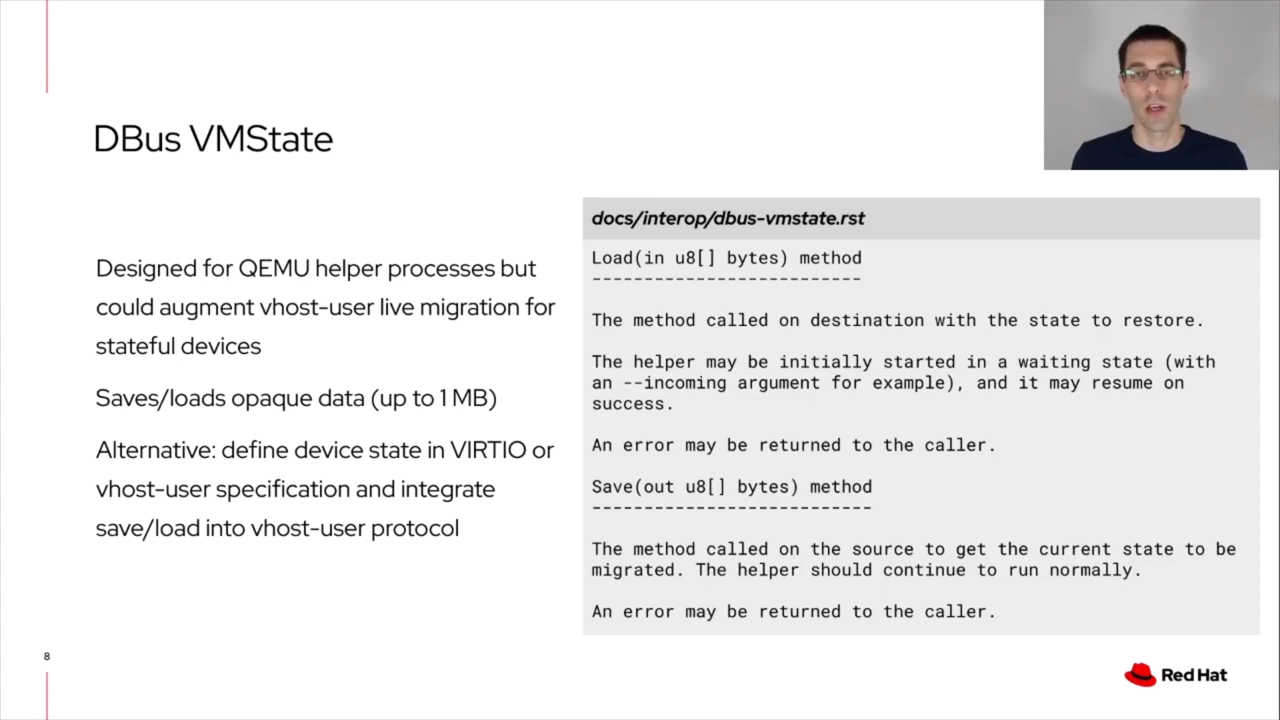 DBus VMState
Designed for QEMU helper processes but
could augment vhost-user live migration for
stateful devices
Saves/loads opaque data (up to 1 MB)
Alternative: define device state in VIRTIO or
vhost-user specification and integrate
save/load into vhost-user protocol
docs/interop/dbus-vmstate.rst
Load(in u8[] bytes) method
--------------------------
The method called on destination with the state to restore.
The helper may be initially started in a waiting state (with
an --incoming argument for example), and it may resume on
success.
An error may be returned to the caller.
Save(out u8[] bytes) method
---------------------------
The method called on the source to get the current state to be
migrated. The helper should continue to run normally.
An error may be returned to the caller.
8
Red Hat